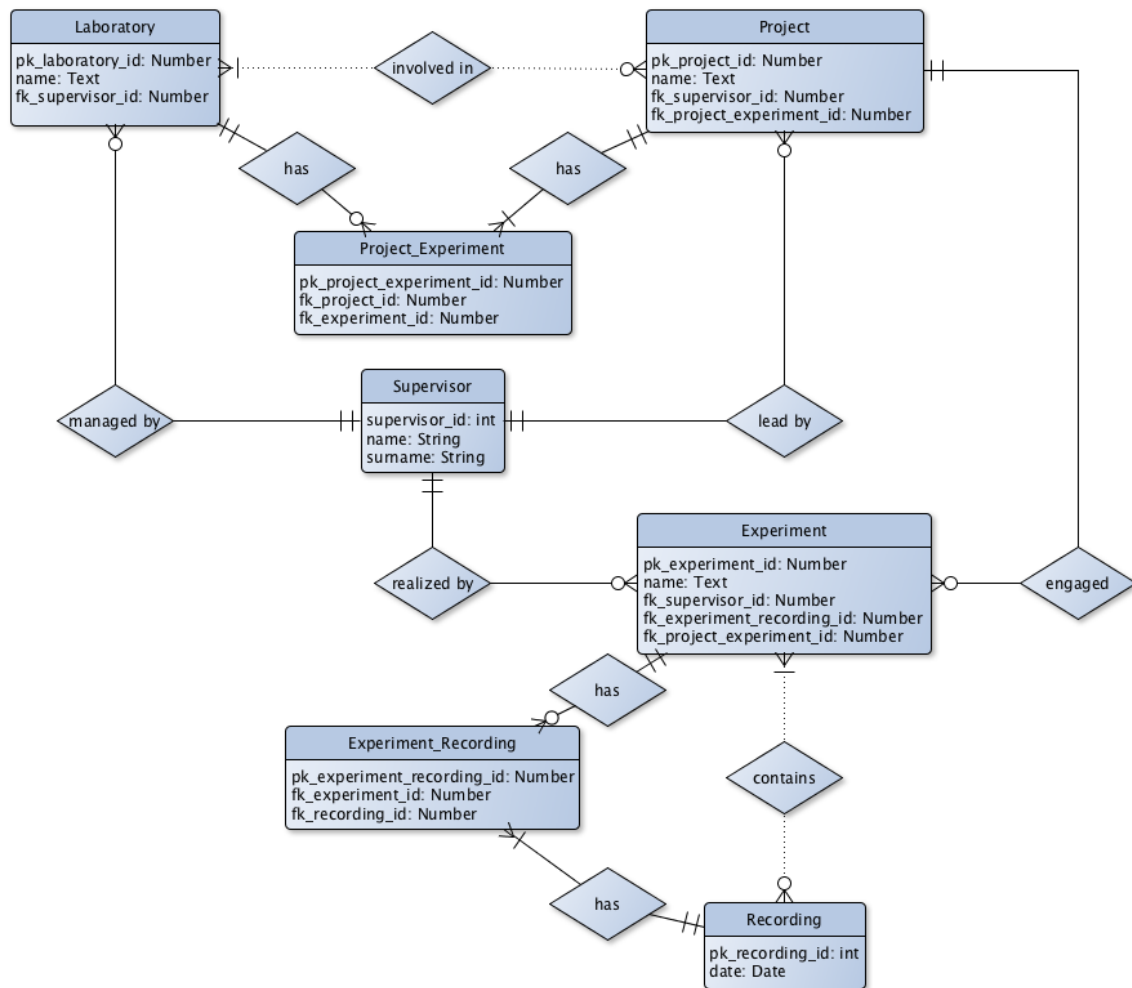 Laboratory
pk_laboratory_id: Number
name: Text
fk_supervisor_id: Number
involved in
Project
pk_project_id: Number
name: Text
fk_supervisor_id: Number
fk_project_experiment_id: Number
has
has
Project_Experiment
pk_project_experiment_id: Number
fk_project_id: Number
fk_experiment_id: Number
managed by
Supervisor
supervisor_id: int
name: String
surname: String
lead by
realized by
Experiment
pk_experiment_id: Number
name: Text
fk_supervisor_id: Number
fk_experiment_recording_id: Number
fk_project_experiment_id: Number
engaged
has
Experiment_Recording
pk_experiment_recording_id: Number
fk_experiment_id: Number
fk_recording_id: Number
contains
has
Recording
pk_recording_id: int
date: Date